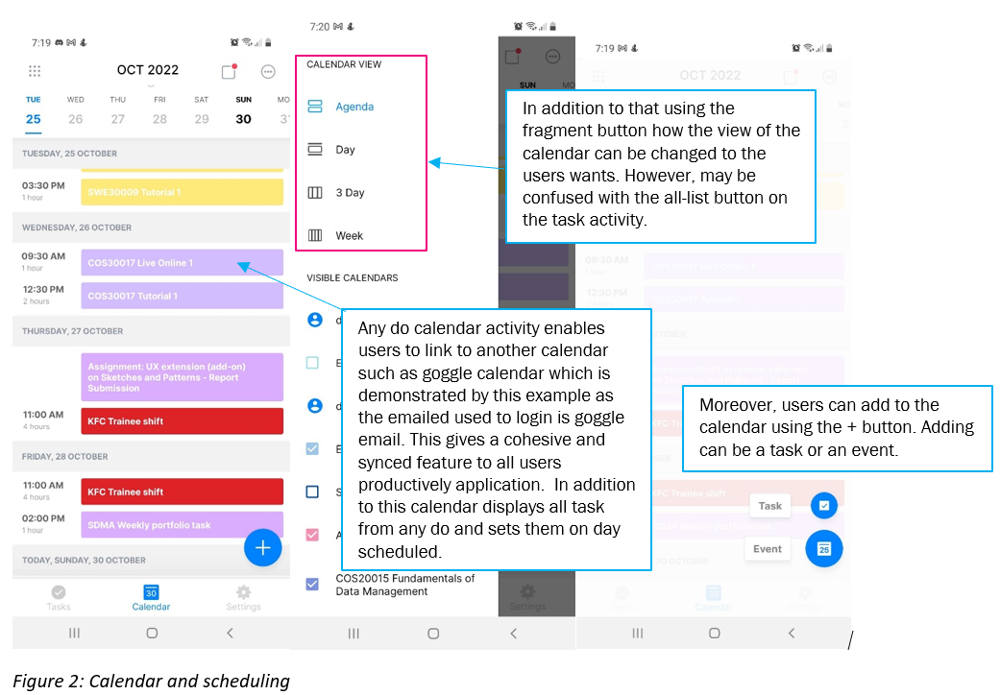 7:19
OCT 2022
TUE WED THU FRI SAT SUN MO
25 26 27 28 29 30 3
TUESDAY, 25 OCTOBER
03:30 PM
1 hour
SWE30009 Tutorial 1
WEDNESDAY, 26 OCTOBER
09:30 AM
1 hour
COS30017 Live Online 1
12:30 PM
2 hours
COS30017 Tutorial 1
THURSDAY, 27 OCTOBER
Assignment: UX extension (add-on)
on Sketches and Patterns - Report
Submission
11:00 AM
4 hours
KFC Trainee shift
FRIDAY, 28 OCTOBER
11:00 AM
4 hours
KFC Trainee shift
02:00 PM
1 hour
SDMA Weekly portfolio task
TODAY, SUNDAY, 30 OCTOBER
30
Tasks Calendar Settings
7:20
CALENDAR VIEW
Agenda
Day
3 Day
Week
VISIBLE CALENDARS
d
E
d
E
S
A
COS20015 Fundamentals of
Data Management
SUN MO
Settings
In addition to that using the
fragment button how the view of the
calendar can be changed to the
users wants. However, may be
confused with the all-list button on
the task activity.
Any do calendar activity enables
users to link to another calendar
such as goggle calendar which is
demonstrated by this example as
the emailed used to login is goggle
email. This gives a cohesive and
synced feature to all users
productively application. In addition
to this calendar displays all task
from any do and sets them on day
scheduled.
7:19
OCT 2022
MO
09:30 AM
12:30 PM
OCTOBER
KFC Trainee shift
Moreover, users can add to the
calendar using the + button. Adding
can be a task or an event.
Task
Event
25
Calendar
/
Figure 2: Calendar and scheduling